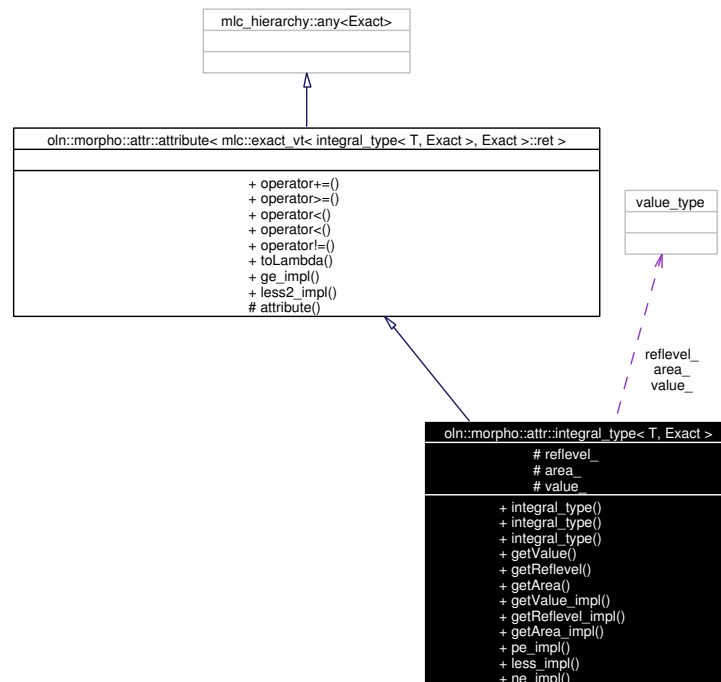 mlc_hierarchy::any<Exact>
oln::morpho::attr::attribute< mlc::exact_vt< integral_type< T, Exact >, Exact >::ret >
+ operator+=()
+ operator>=()
+ operator<()
+ operator<()
+ operator!=()
+ toLambda()
+ ge_impl()
+ less2_impl()
# attribute()
value_type
reflevel_
area_
value_
oln::morpho::attr::integral_type< T, Exact >
# reflevel_
# area_
# value_
+ integral_type()
+ integral_type()
+ integral_type()
+ getValue()
+ getReflevel()
+ getArea()
+ getValue_impl()
+ getReflevel_impl()
+ getArea_impl()
+ pe_impl()
+ less_impl()
+ ne_impl()